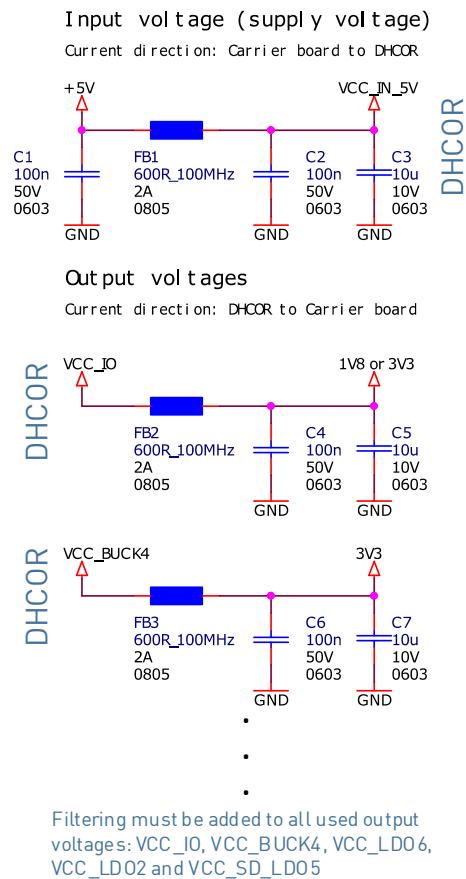 Input voltage (supply voltage)
Current direction: Carrier board to DHCOR
+5V
VCC_IN_5V
DHCOR
C1
100n
50V
0603
FB1
600R_100MHz
2A
0805
C2
100n
50V
0603
C3
10u
10V
0603
GND
GND
GND
Output voltages
Current direction: DHCOR to Carrier board
DHCOR
VCC_IO
1V8 or 3V3
FB2
600R_100MHz
2A
0805
C4
100n
50V
0603
C5
10u
10V
0603
GND
GND
DHCOR
VCC_BUCK4
3V3
FB3
600R_100MHz
2A
0805
C6
100n
50V
0603
C7
10u
10V
0603
GND
GND
Filtering must be added to all used output
voltages: VCC_IO, VCC_BUCK4, VCC_LDO6,
VCC_LDO2 and VCC_SD_LDO5